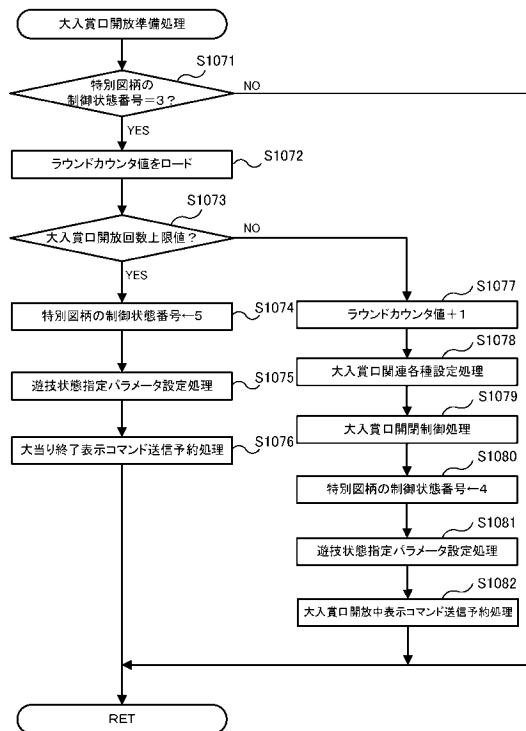 大入賞口開放準備処理
S1071
特別図柄の
制御状態番号=3?
NO
YES
ラウンドカウンタ値をロード
S1072
S1073
大入賞口開放回数上限値?
NO
YES
特別図柄の制御状態番号←5
S1074
遊技状態指定パラメータ設定処理
S1075
大当り終了表示コマンド送信予約処理
S1076
S1077
ラウンドカウンタ値+1
S1078
大入賞口関連各種設定処理
S1079
大入賞口開閉制御処理
S1080
特別図柄の制御状態番号←4
S1081
遊技状態指定パラメータ設定処理
S1082
大入賞口開放中表示コマンド送信予約処理
RET